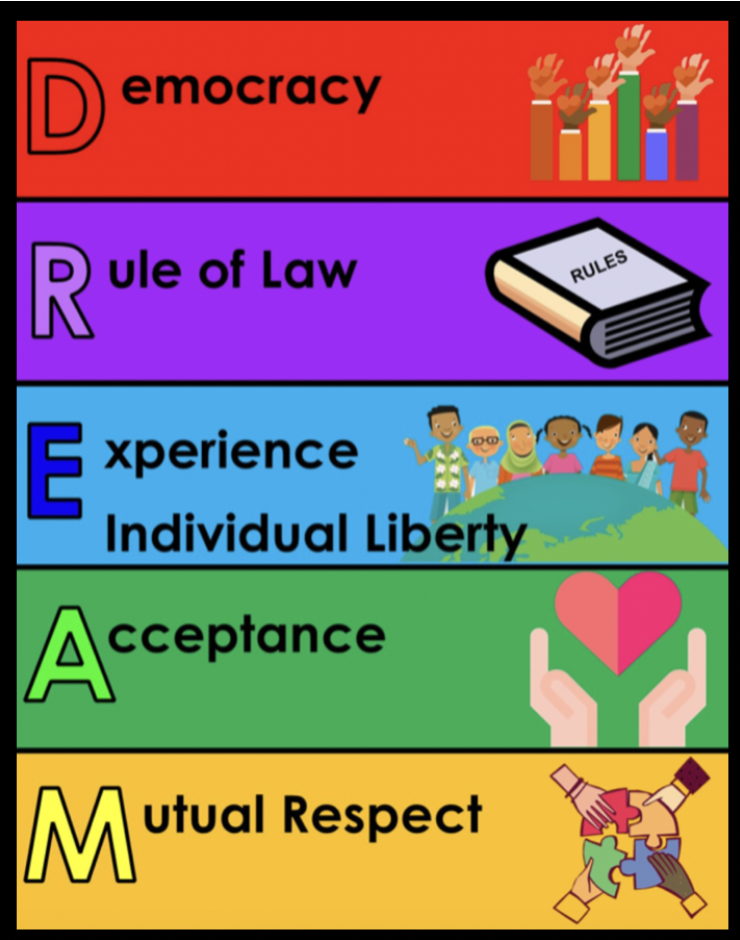 Democracy
Rule of Law
RULES
Experience
Individual Liberty
Acceptance
Mutual Respect